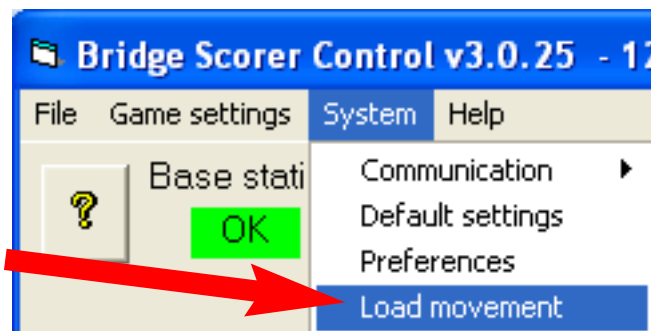 Bridge Scorer Control v3.0.25 - 12
File Game settings System Help
? Base stati
OK
Communication
Default settings
Preferences
Load movement